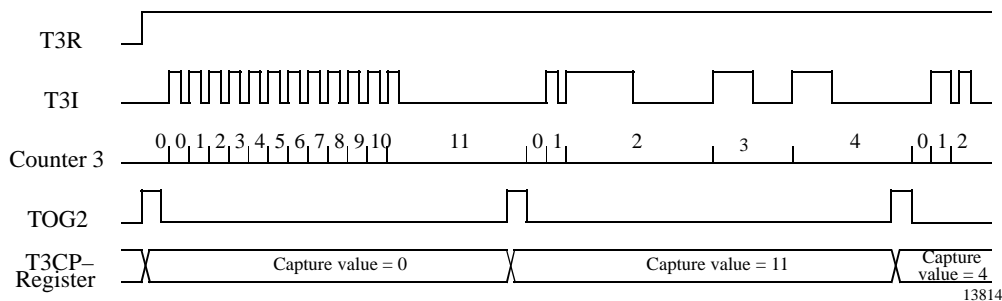 T3R
T3I
Counter 3
0 0 1 2 3 4 5 6 7 8 9 10 11 0 1 2 3 4 0 1 2
TOG2
T3CP–
Register
Capture value = 0
Capture value = 11
Capture
value = 4
13814